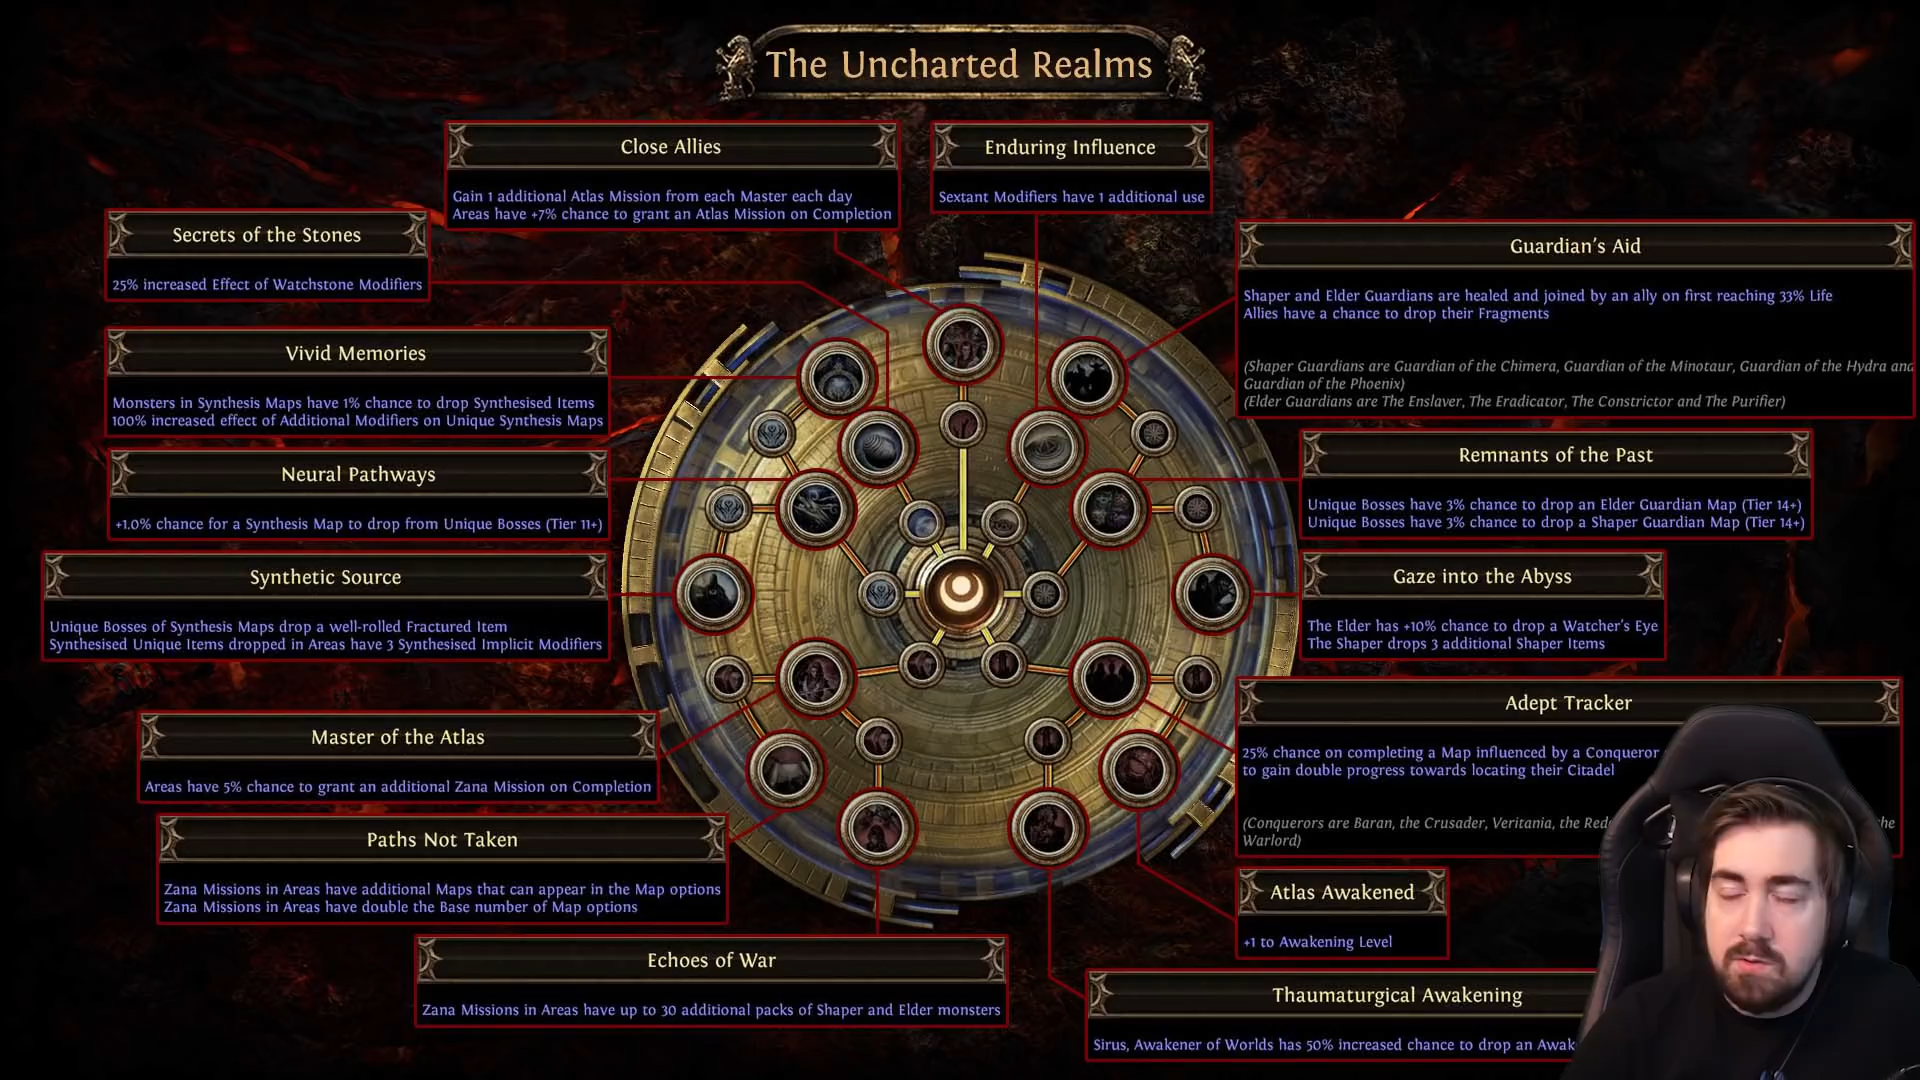 The Uncharted Realms
Close Allies
Gain 1 additional Atlas Mission from each Master each day
Areas have +7% chance to grant an Atlas Mission on Completion
Enduring Influence
Sextant Modifiers have 1 additional use
Secrets of the Stones
25% increased Effect of Watchstone Modifiers
Guardian's Aid
Shaper and Elder Guardians are healed and joined by an ally on first reaching 33% Life
Allies have a chance to drop their Fragments
(Shaper Guardians are Guardian of the Chimera, Guardian of the Minotaur, Guardian of the Hydra and
Guardian of the Phoenix)
(Elder Guardians are The Enslaver, The Eradicator, The Constrictor and The Purifier)
Vivid Memories
Monsters in Synthesis Maps have 1% chance to drop Synthesised Items
100% increased effect of Additional Modifiers on Unique Synthesis Maps
Remnants of the Past
Unique Bosses have 3% chance to drop an Elder Guardian Map (Tier 14+)
Unique Bosses have 3% chance to drop a Shaper Guardian Map (Tier 14+)
Neural Pathways
+1.0% chance for a Synthesis Map to drop from Unique Bosses (Tier 11+)
Gaze into the Abyss
The Elder has +10% chance to drop a Watcher's Eye
The Shaper drops 3 additional Shaper Items
Synthetic Source
Unique Bosses of Synthesis Maps drop a well-rolled Fractured Item
Synthesised Unique Items dropped in Areas have 3 Synthesised Implicit Modifiers
Adept Tracker
25% chance on completing a Map influenced by a Conqueror
to gain double progress towards locating their Citadel
(Conquerors are Baran, the Crusader, Veritania, the the
Warlord)
Master of the Atlas
Areas have 5% chance to grant an additional Zana Mission on Completion
Paths Not Taken
Zana Missions in Areas have additional Maps that can appear in the Map options
Zana Missions in Areas have double the Base number of Map options
Atlas Awakened
+1 to Awakening Level
Echoes of War
Zana Missions in Areas have up to 30 additional packs of Shaper and Elder monsters
Thaumaturgical Awakening
Sirus, Awakener of Worlds has 50% increased chance to drop an